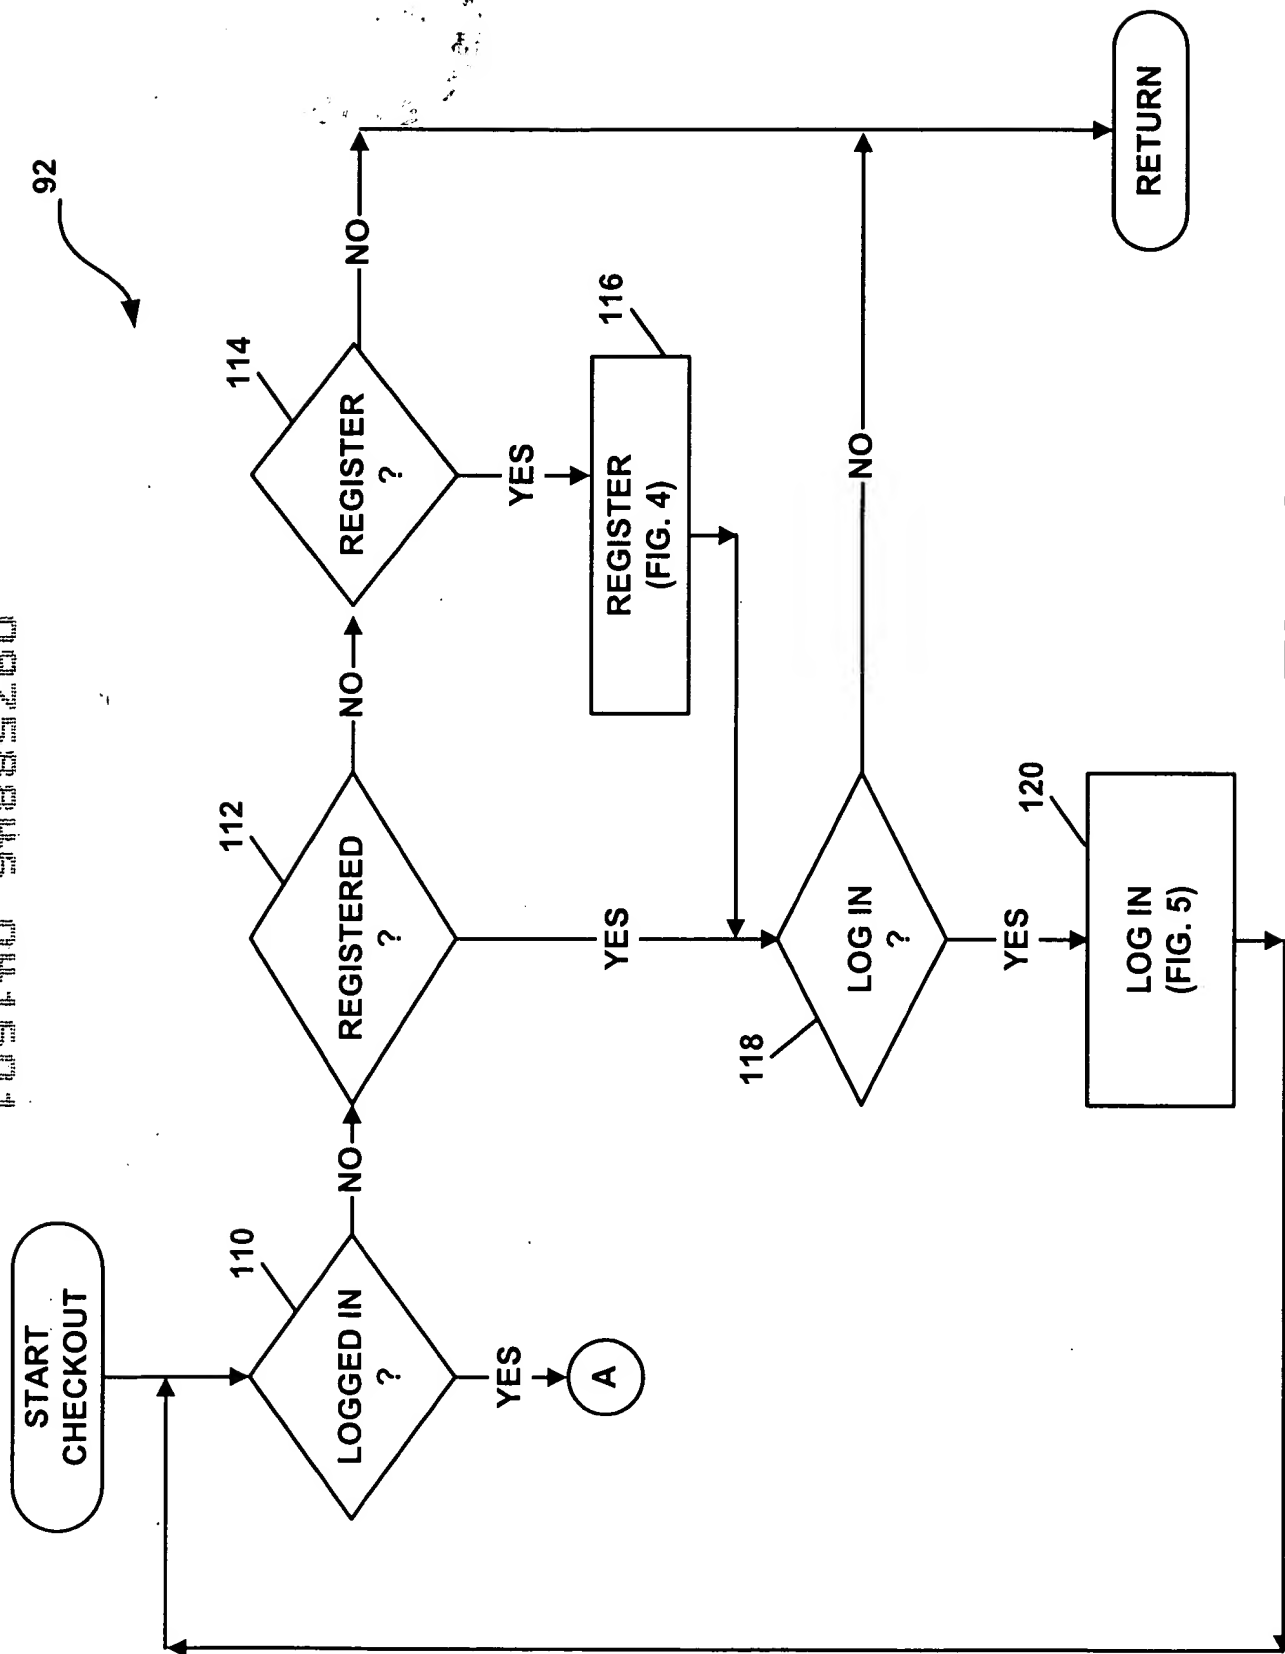 92
START
CHECKOUT
110
LOGGED IN
?
NO
112
REGISTERED
?
NO
114
REGISTER
?
NO
YES
A
YES
YES
116
REGISTER
(FIG. 4)
118
LOG IN
?
NO
YES
120
LOG IN
(FIG. 5)
RETURN